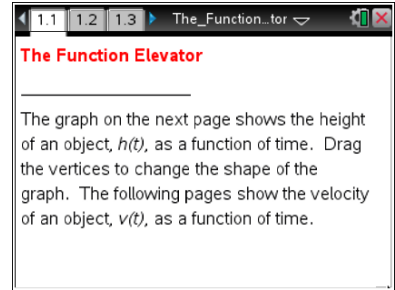 1.1 1.2 1.3 The_Function...tor
The Function Elevator
The graph on the next page shows the height
of an object, h(t), as a function of time. Drag
the vertices to change the shape of the
graph. The following pages show the velocity
of an object, v(t), as a function of time.